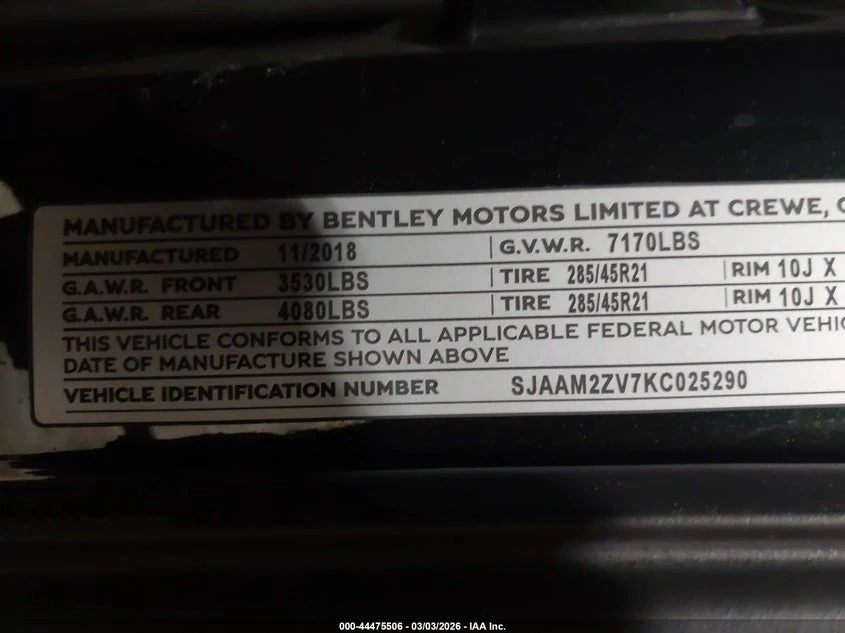 MANUFACTURED BY BENTLEY MOTORS LIMITED AT CREWE,
MANUFACTURED 11/2018 G.V.W.R. 7170LBS
G.A.W.R. FRONT 3530LBS TIRE 285/45R21 RIM 10J X
G.A.W.R. REAR 4080LBS TIRE 285/45R21 RIM 10J X
THIS VEHICLE CONFORMS TO ALL APPLICABLE FEDERAL MOTOR
DATE OF MANUFACTURE SHOWN ABOVE
VEHICLE IDENTIFICATION NUMBER SJAAM2ZV7KC025290
000-44475506 - 03/03/2026 - IAA Inc.